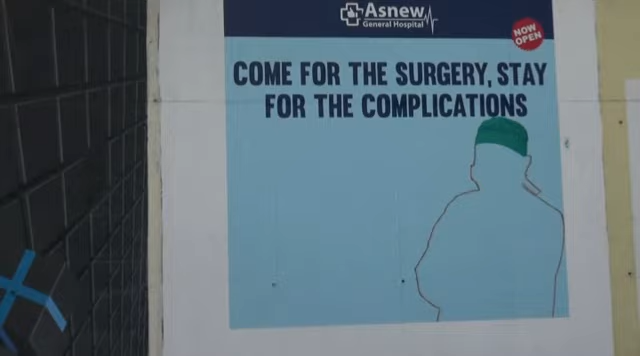 Asnew
General Hospital
NOW
OPEN
COME FOR THE SURGERY, STAY
FOR THE COMPLICATIONS